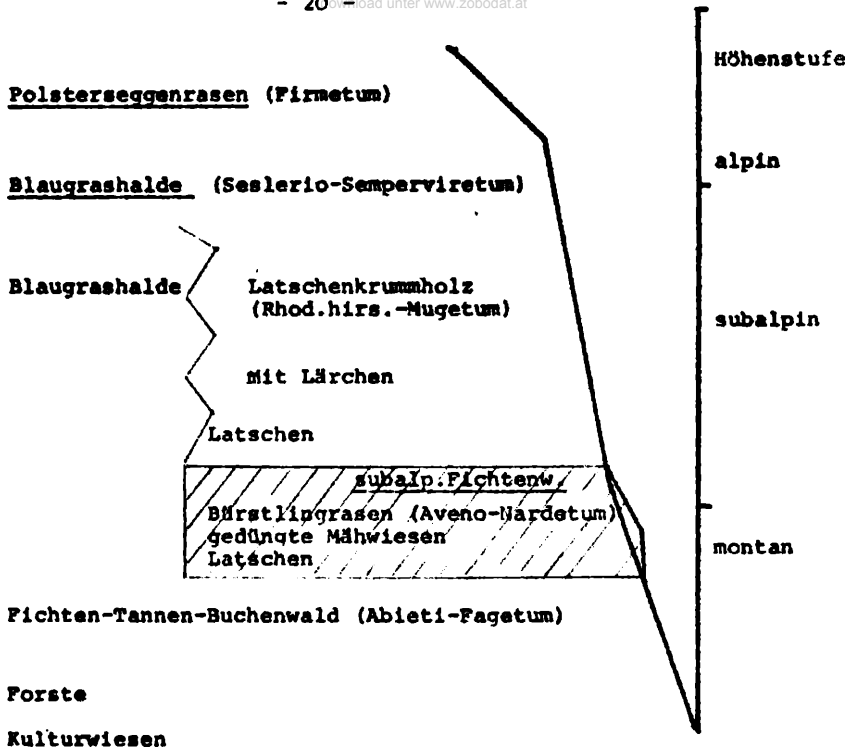 - 20 -
ownload unter www.zobodat.at
Höhenstufe
Polsterseggenrasen (Firmetum)
alpin
Blaugrashalde (Seslerio-Semperviretum)
Blaugrashalde Latschenkrummholz
(Rhod.hirs.-Mugetum)
subalpin
mit Lärchen
Latschen
subalp.Fichtenw.
Bürstlingrasen (Aveno-Nardetum)
gedüngte Mähwiesen
Latschen
montan
Fichten-Tannen-Buchenwald (Abieti-Fagetum)
Forste
Kulturwiesen